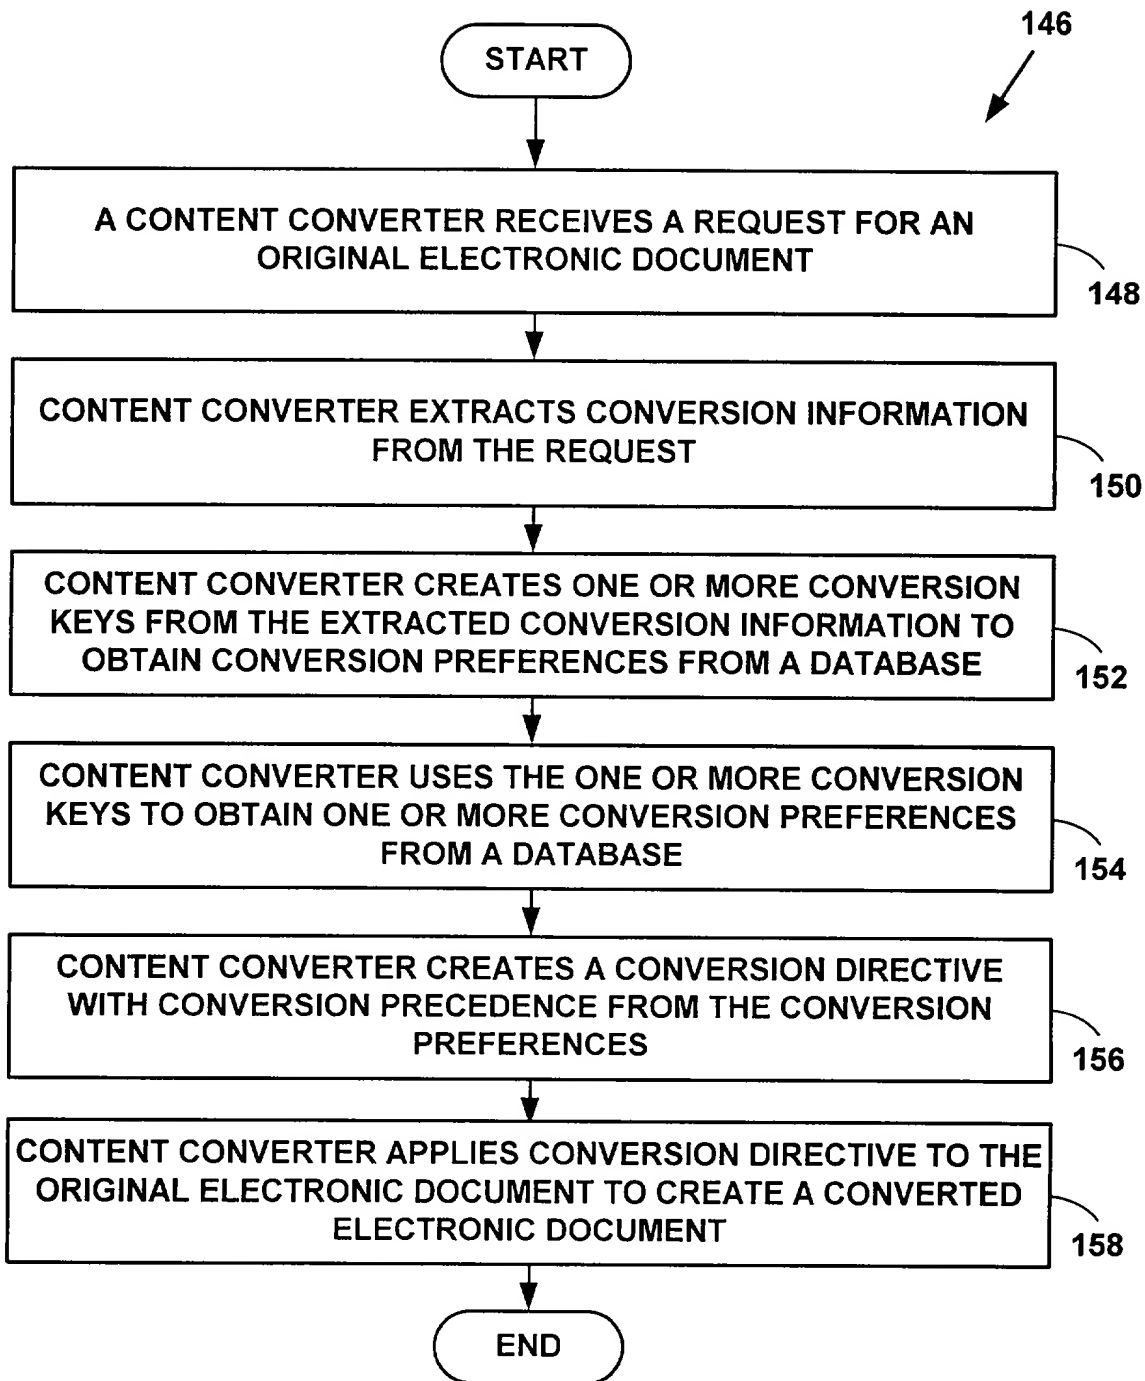 146
START
A CONTENT CONVERTER RECEIVES A REQUEST FOR AN
ORIGINAL ELECTRONIC DOCUMENT
148
CONTENT CONVERTER EXTRACTS CONVERSION INFORMATION
FROM THE REQUEST
150
CONTENT CONVERTER CREATES ONE OR MORE CONVERSION
KEYS FROM THE EXTRACTED CONVERSION INFORMATION TO
OBTAIN CONVERSION PREFERENCES FROM A DATABASE
152
CONTENT CONVERTER USES THE ONE OR MORE CONVERSION
KEYS TO OBTAIN ONE OR MORE CONVERSION PREFERENCES
FROM A DATABASE
154
CONTENT CONVERTER CREATES A CONVERSION DIRECTIVE
WITH CONVERSION PRECEDENCE FROM THE CONVERSION
PREFERENCES
156
CONTENT CONVERTER APPLIES CONVERSION DIRECTIVE TO THE
ORIGINAL ELECTRONIC DOCUMENT TO CREATE A CONVERTED
ELECTRONIC DOCUMENT
158
END